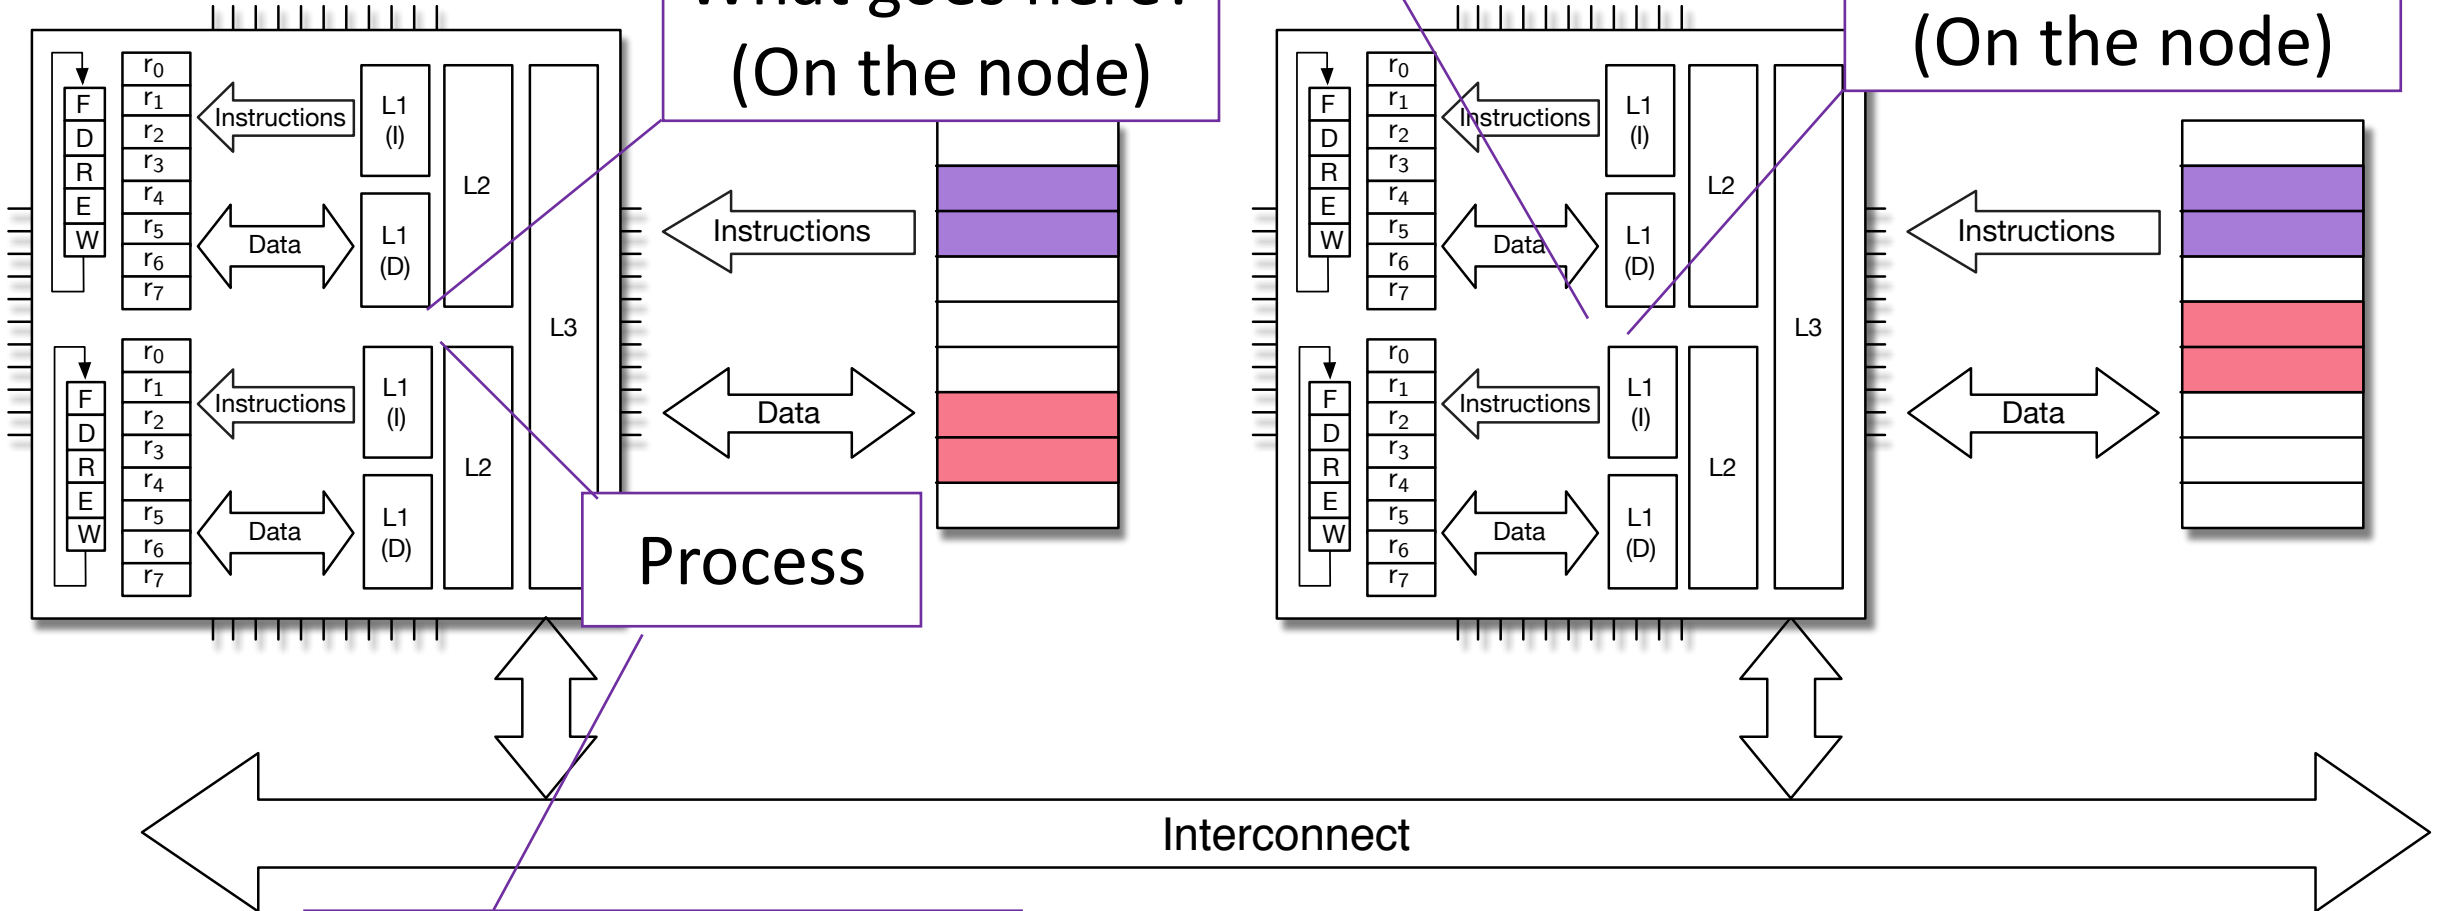 What goes here?
(On the node)
(On the node)
F
D
R
E
W
r0
r1
r2
r3
r4
r5
r6
r7
Instructions
Data
L1
(I)
L1
(D)
L2
F
D
R
E
W
r0
r1
r2
r3
r4
r5
r6
r7
Instructions
Data
L1
(I)
L1
(D)
L2
L3
Instructions
Data
Process
F
D
R
E
W
r0
r1
r2
r3
r4
r5
r6
r7
Instructions
Data
L1
(I)
L1
(D)
L2
F
D
R
E
W
r0
r1
r2
r3
r4
r5
r6
r7
Instructions
Data
L1
(I)
L1
(D)
L2
L3
Instructions
Data
Interconnect